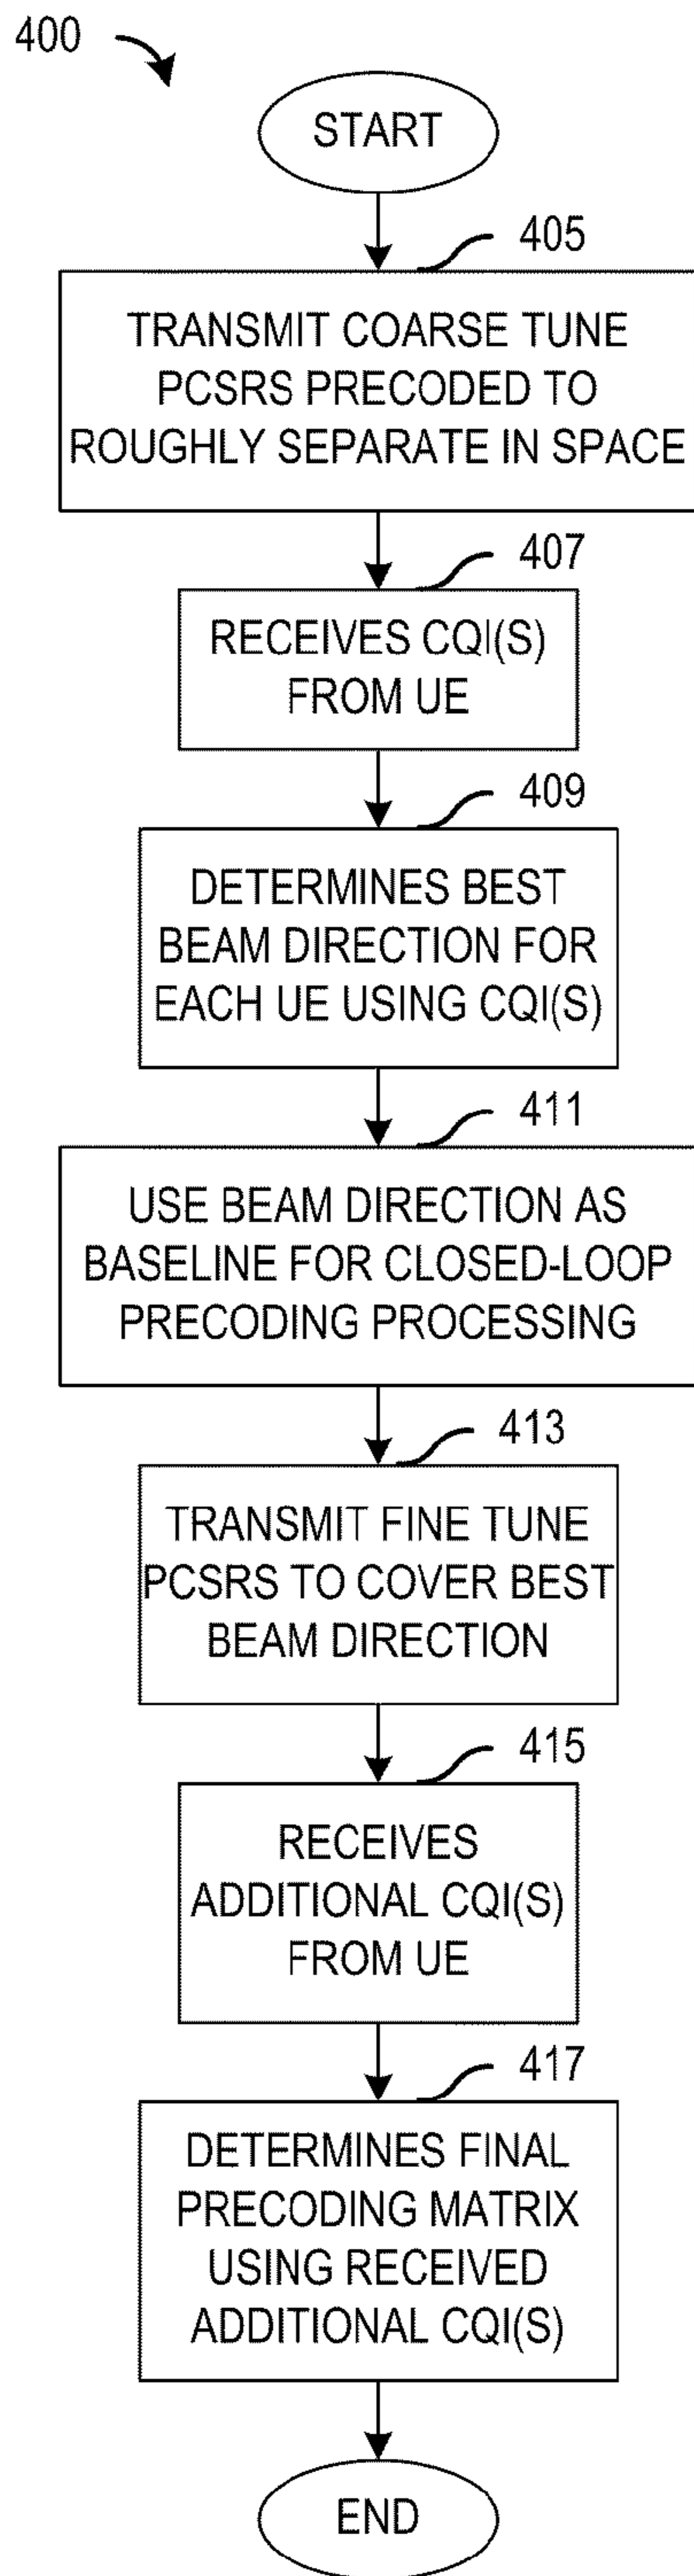 400
START
405
TRANSMIT COARSE TUNE
PCSRS PRECODED TO
ROUGHLY SEPARATE IN SPACE
407
RECEIVES CQI(S)
FROM UE
409
DETERMINES BEST
BEAM DIRECTION FOR
EACH UE USING CQI(S)
411
USE BEAM DIRECTION AS
BASELINE FOR CLOSED-LOOP
PRECODING PROCESSING
413
TRANSMIT FINE TUNE
PCSRS TO COVER BEST
BEAM DIRECTION
415
RECEIVES
ADDITIONAL CQI(S)
FROM UE
417
DETERMINES FINAL
PRECODING MATRIX
USING RECEIVED
ADDITIONAL CQI(S)
END